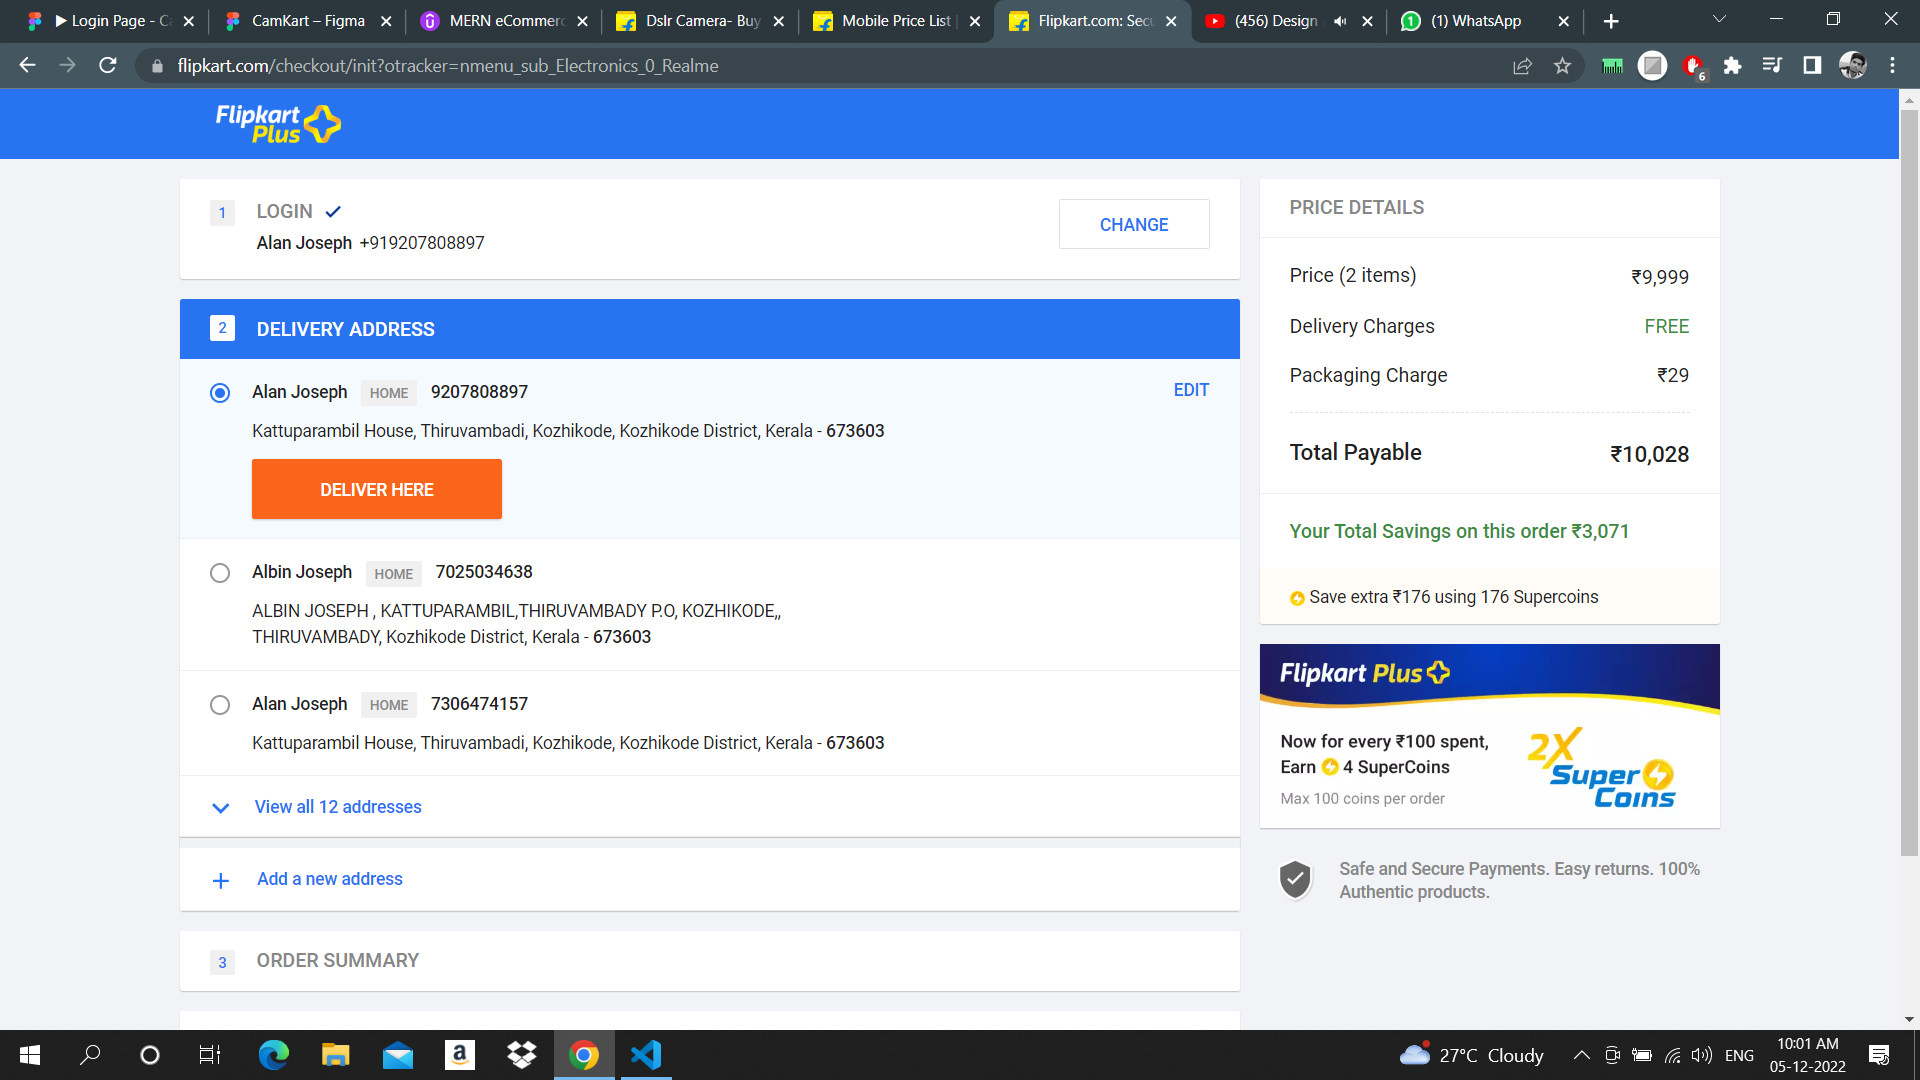 ▶ Login Page - Ca
CamKart – Figma
MERN eCommerc
Dslr Camera- Buy
Mobile Price List |
Flipkart.com: Secu
(456) Design
(1) WhatsApp
flipkart.com/checkout/init?otracker=nmenu_sub_Electronics_0_Realme
6
Flipkart
Plus
1 LOGIN
Alan Joseph +919207808897
CHANGE
2 DELIVERY ADDRESS
Alan Joseph HOME 9207808897
EDIT
Kattuparambil House, Thiruvambadi, Kozhikode, Kozhikode District, Kerala - 673603
DELIVER HERE
Albin Joseph HOME 7025034638
ALBIN JOSEPH , KATTUPARAMBIL,THIRUVAMBADY P.O, KOZHIKODE,,
THIRUVAMBADY, Kozhikode District, Kerala - 673603
Alan Joseph HOME 7306474157
Kattuparambil House, Thiruvambadi, Kozhikode, Kozhikode District, Kerala - 673603
View all 12 addresses
Add a new address
3 ORDER SUMMARY
PRICE DETAILS
Price (2 items) ₹9,999
Delivery Charges FREE
Packaging Charge ₹29
Total Payable ₹10,028
Your Total Savings on this order ₹3,071
Save extra ₹176 using 176 Supercoins
Flipkart Plus
Now for every ₹100 spent,
Earn 4 SuperCoins
Max 100 coins per order
2X
Super
Coins
Safe and Secure Payments. Easy returns. 100%
Authentic products.
a
27°C Cloudy
ENG
10:01 AM
05-12-2022